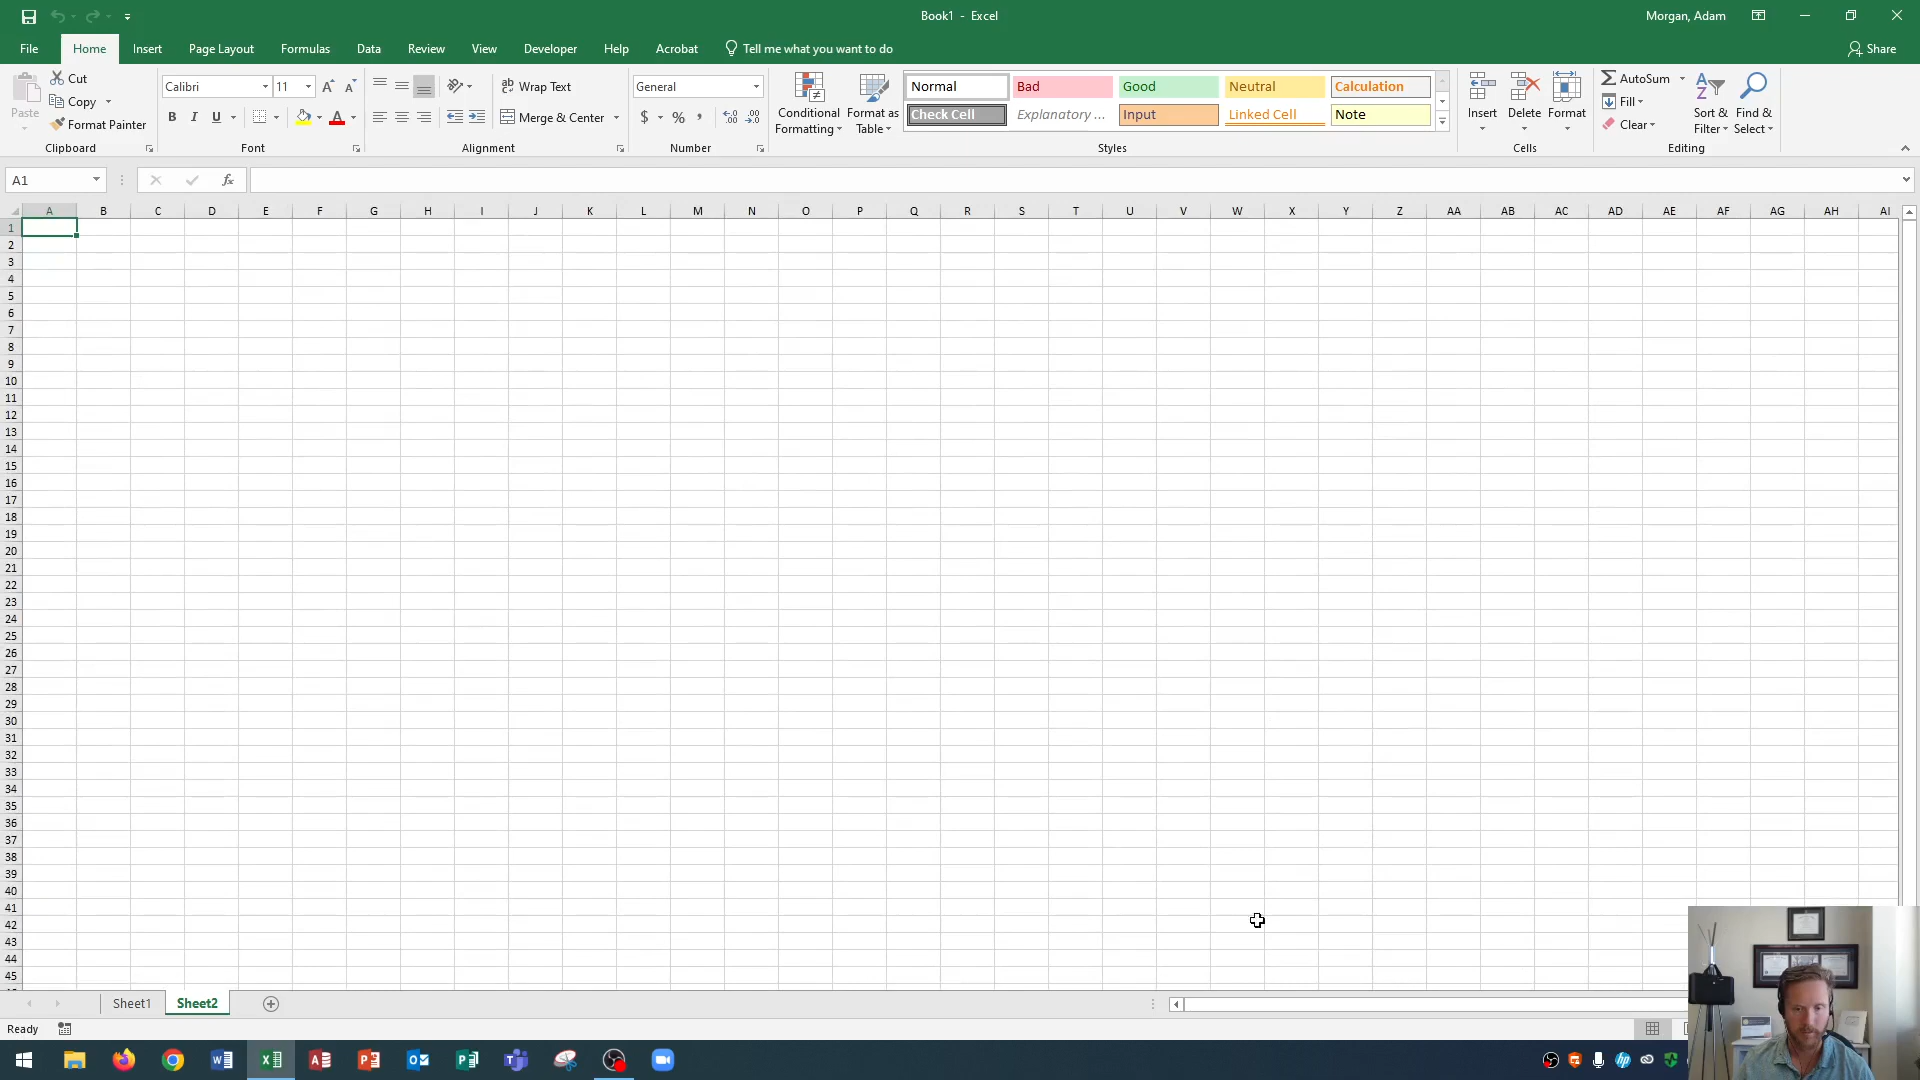 Book1 - Excel
Morgan, Adam
File Home Insert Page Layout Formulas Data Review View Developer Help Acrobat Tell me what you want to do Share
Paste
Cut
Copy
Format Painter
Clipboard
Calibri 11
B I U
Font
Wrap Text
Merge & Center
Alignment
General
$ % ,
Number
Conditional Formatting
Format as Table
Normal Bad Good Neutral Calculation
Check Cell Explanatory ... Input Linked Cell Note
Styles
Insert Delete Format
Cells
AutoSum
Fill
Clear
Sort & Filter
Find & Select
Editing
A1
fx
A B C D E F G H I J K L M N O P Q R S T U V W X Y Z AA AB AC AD AE AF AG AH AI
1
2
3
4
5
6
7
8
9
10
11
12
13
14
15
16
17
18
19
20
21
22
23
24
25
26
27
28
29
30
31
32
33
34
35
36
37
38
39
40
41
42
43
44
45
Sheet1 Sheet2
Ready